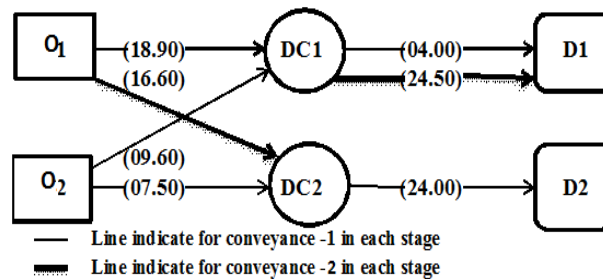 O1 (18.90) DC1 (04.00) D1
(16.60) (24.50)
(09.60)
O2 (07.50) DC2 (24.00) D2
Line indicate for conveyance -1 in each stage
Line indicate for conveyance -2 in each stage